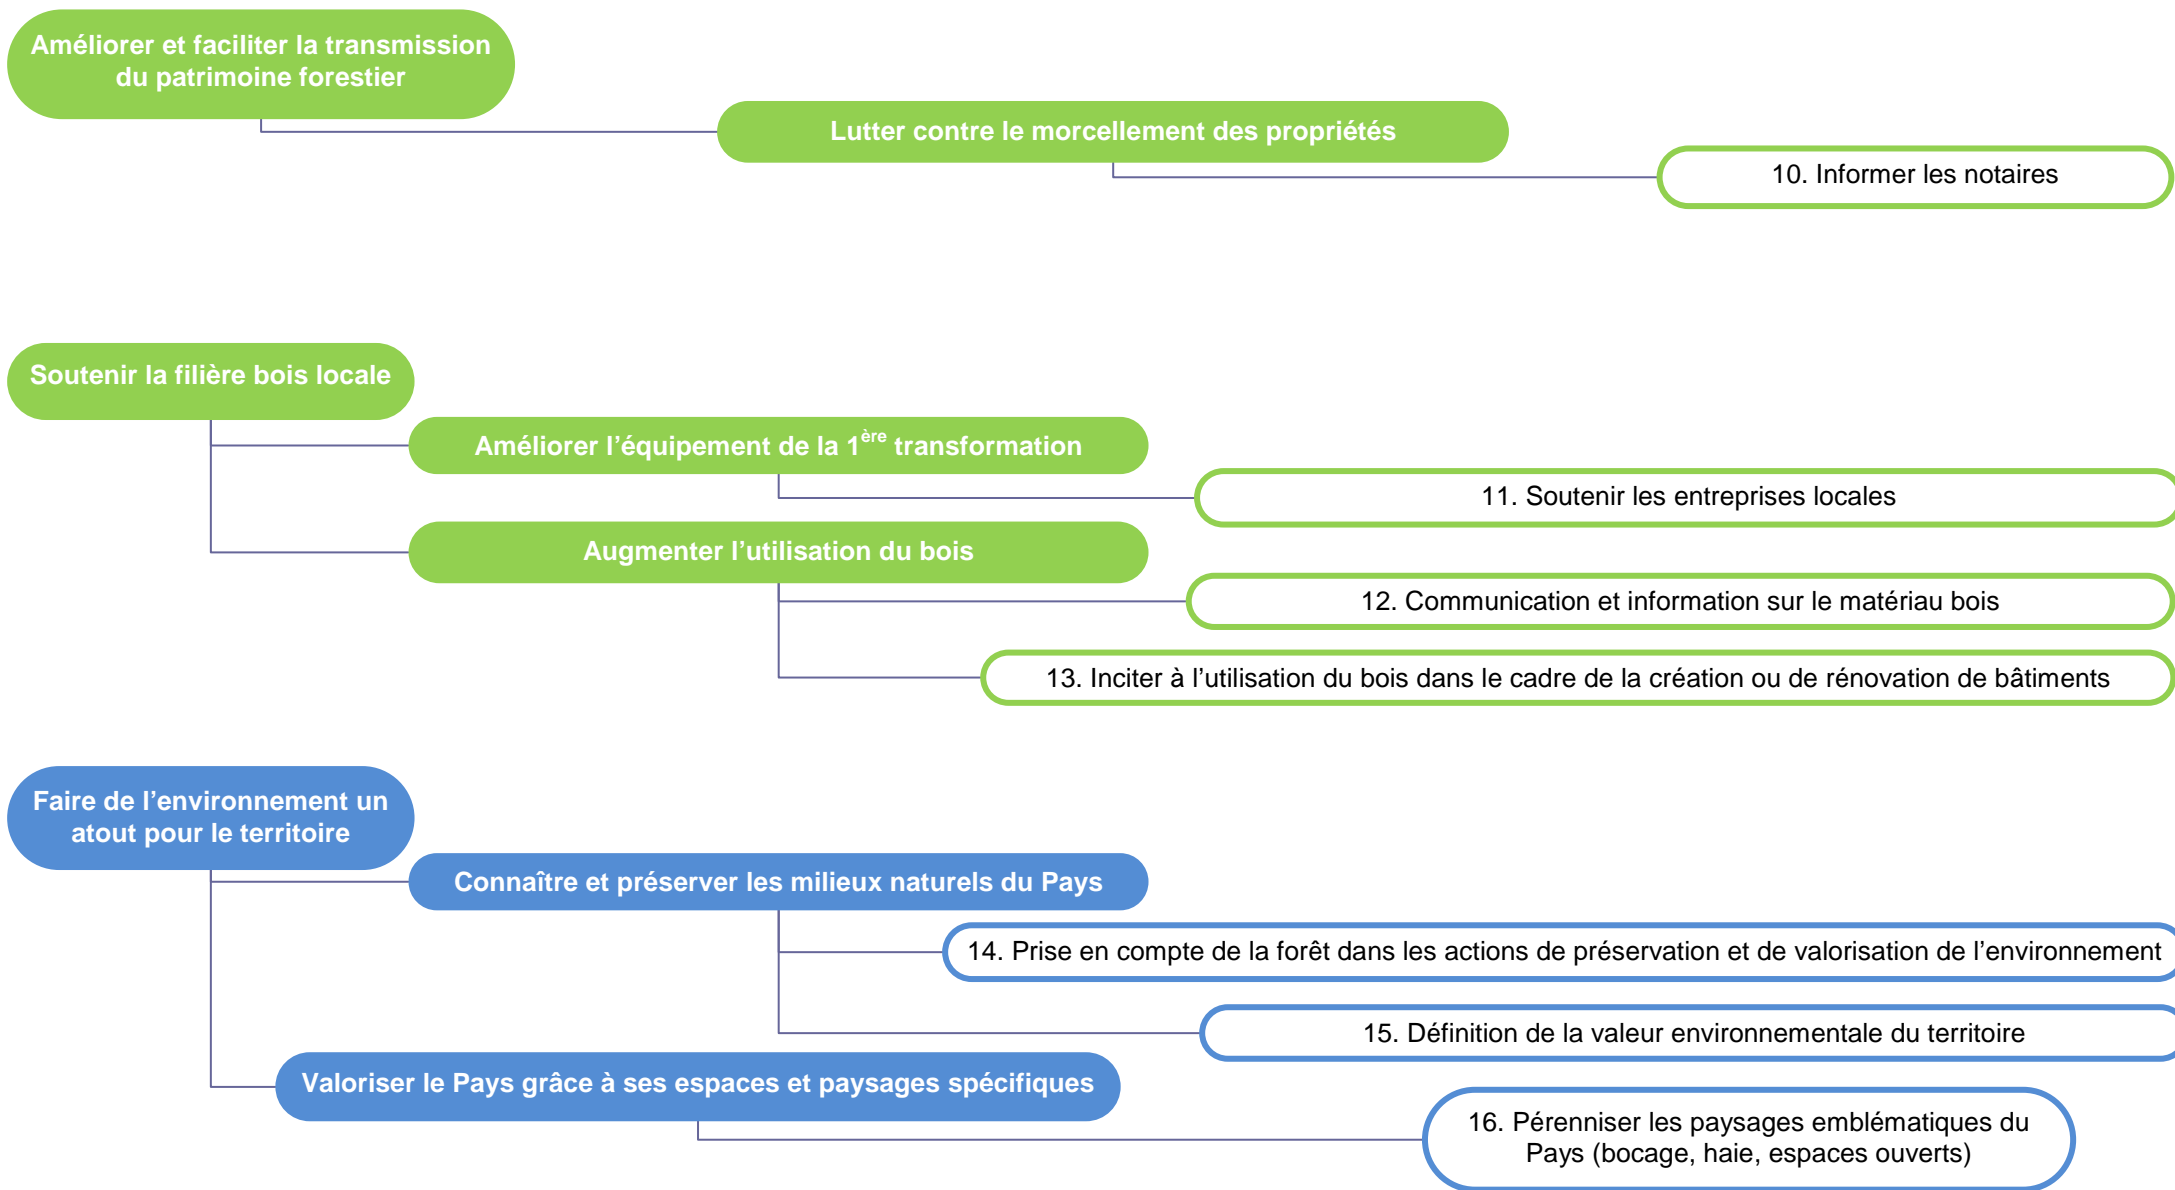 Améliorer et faciliter la transmission
du patrimoine forestier
Lutter contre le morcellement des propriétés
10. Informer les notaires
Soutenir la filière bois locale
Améliorer l’équipement de la 1ère transformation
11. Soutenir les entreprises locales
Augmenter l’utilisation du bois
12. Communication et information sur le matériau bois
13. Inciter à l’utilisation du bois dans le cadre de la création ou de rénovation de bâtiments
Faire de l’environnement un
atout pour le territoire
Connaître et préserver les milieux naturels du Pays
14. Prise en compte de la forêt dans les actions de préservation et de valorisation de l’environnement
15. Définition de la valeur environnementale du territoire
Valoriser le Pays grâce à ses espaces et paysages spécifiques
16. Pérenniser les paysages emblématiques du
Pays (bocage, haie, espaces ouverts)